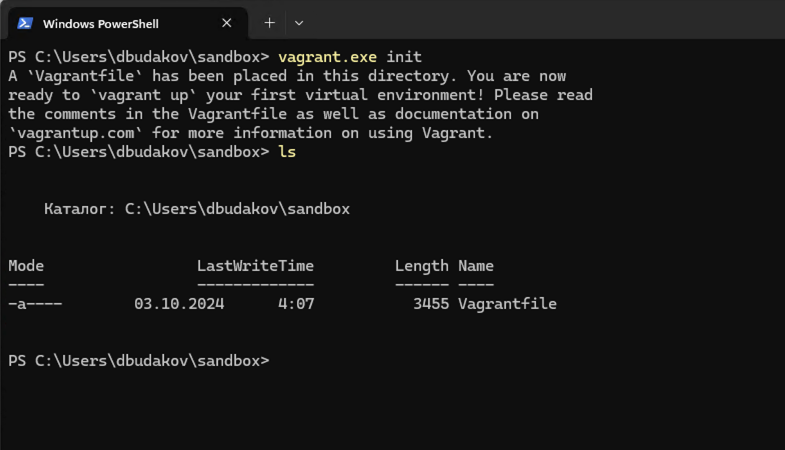 Windows PowerShell
PS C:\Users\dbudakov\sandbox> vagrant.exe init
A `Vagrantfile` has been placed in this directory. You are now
ready to `vagrant up` your first virtual environment! Please read
the comments in the Vagrantfile as well as documentation on
`vagrantup.com` for more information on using Vagrant.
PS C:\Users\dbudakov\sandbox> ls
Каталог: C:\Users\dbudakov\sandbox
Mode LastWriteTime Length Name
---- ------------- ------ ----
-a---- 03.10.2024 4:07 3455 Vagrantfile
PS C:\Users\dbudakov\sandbox>